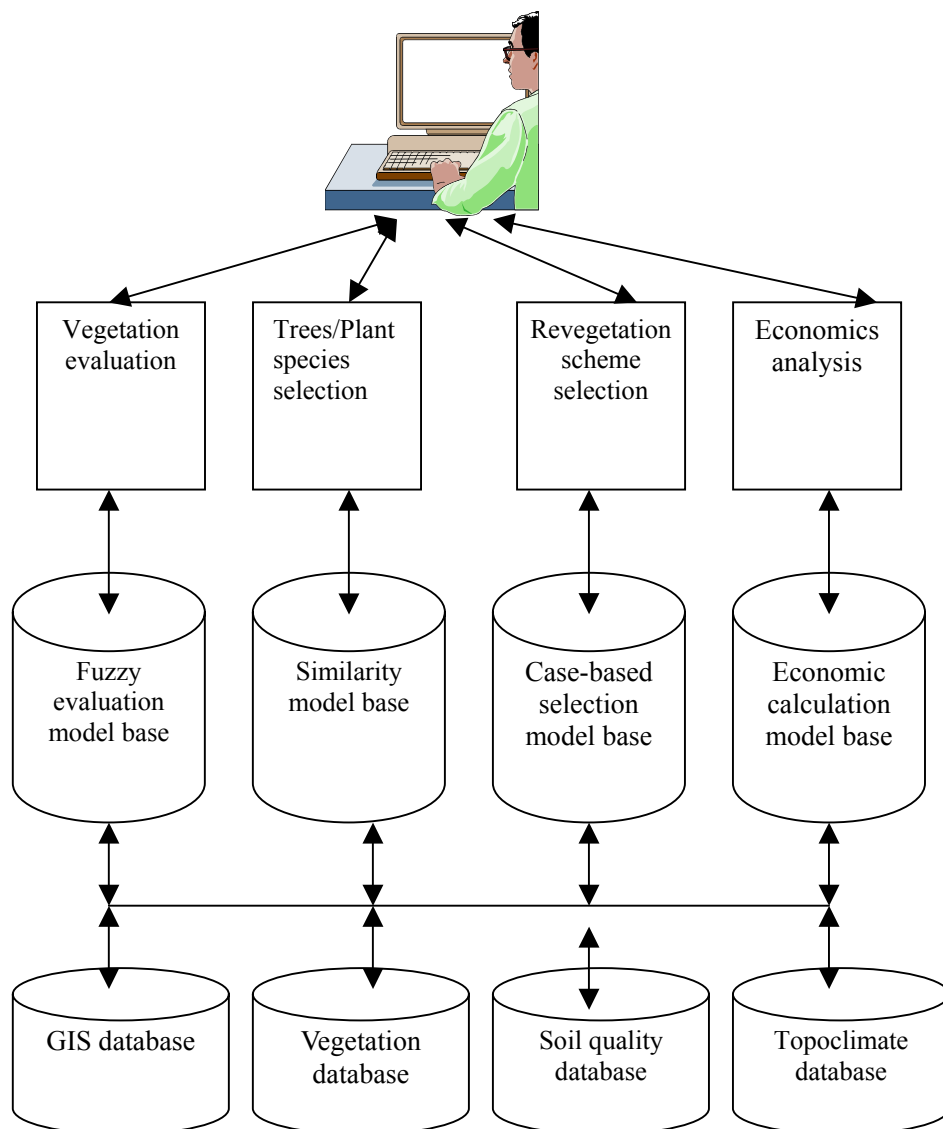 Vegetation
evaluation
Trees/Plant
species
selection
Revegetation
scheme
selection
Economics
analysis
Fuzzy
evaluation
model base
Similarity
model base
Case-based
selection
model base
Economic
calculation
model base
GIS database
Vegetation
database
Soil quality
database
Topoclimate
database